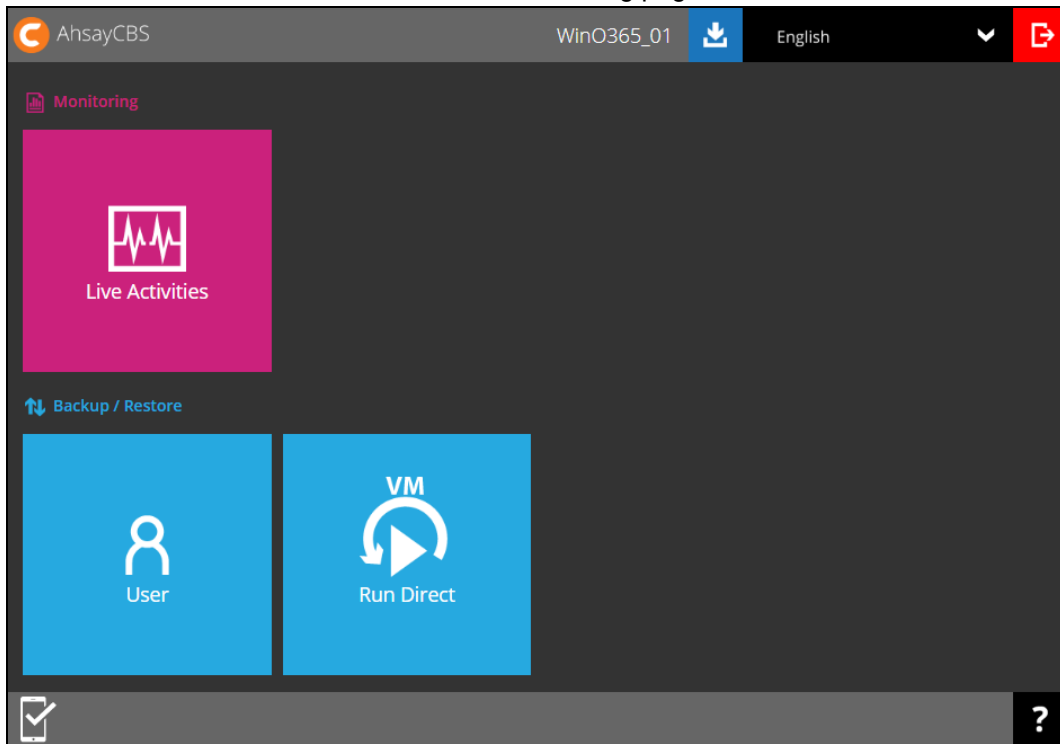 AhsayCBS WinO365_01 English
Monitoring
Live Activities
Backup / Restore
User
VM
Run Direct
?